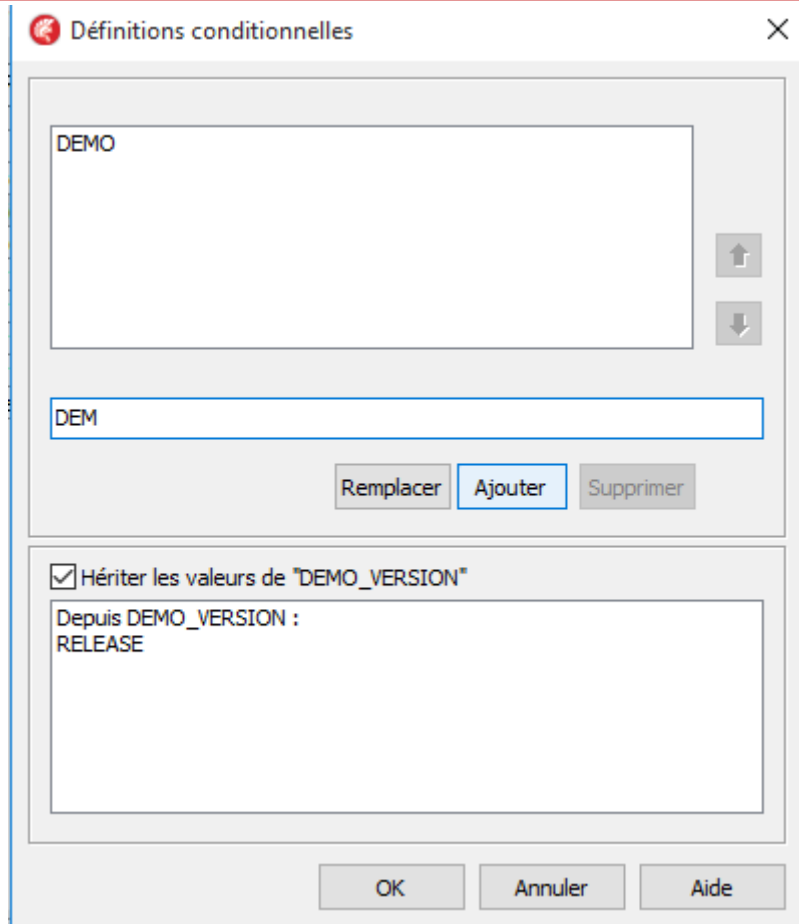 Définitions conditionnelles
DEMO
DEM
Remplacer Ajouter Supprimer
Hériter les valeurs de "DEMO_VERSION"
Depuis DEMO_VERSION :
RELEASE
OK Annuler Aide